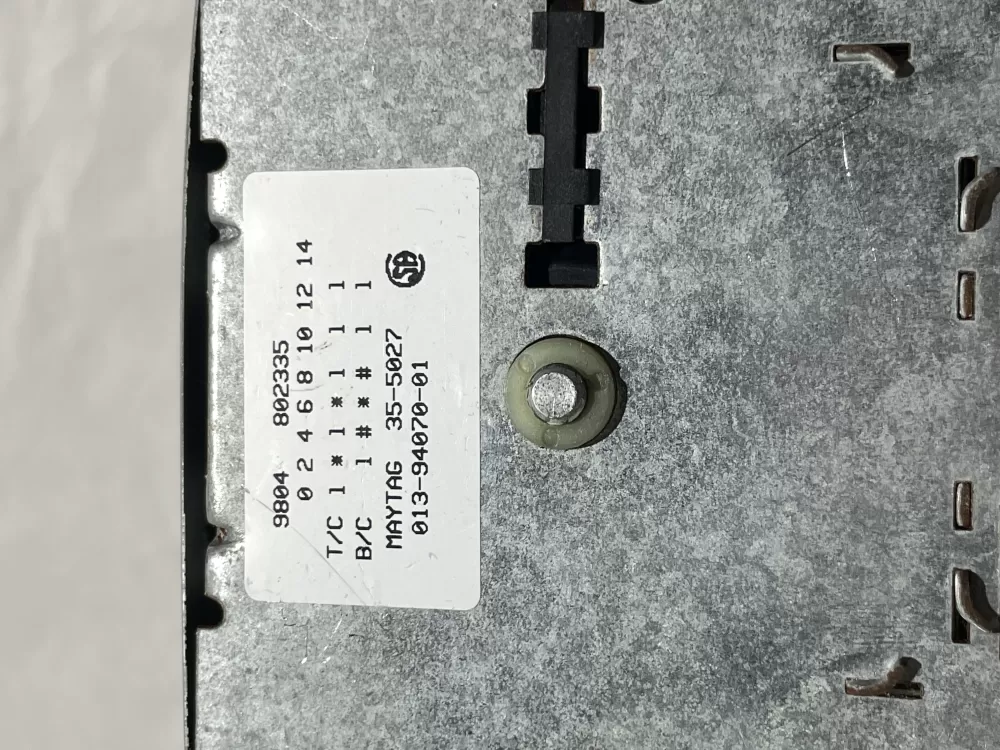 9804 802335
0 2 4 6 8 10 12 14
T/C 1 * 1 * 1 1 1
B/C 1 # * # 1 1
MAYTAG 35-5027
013-94070-01
SA